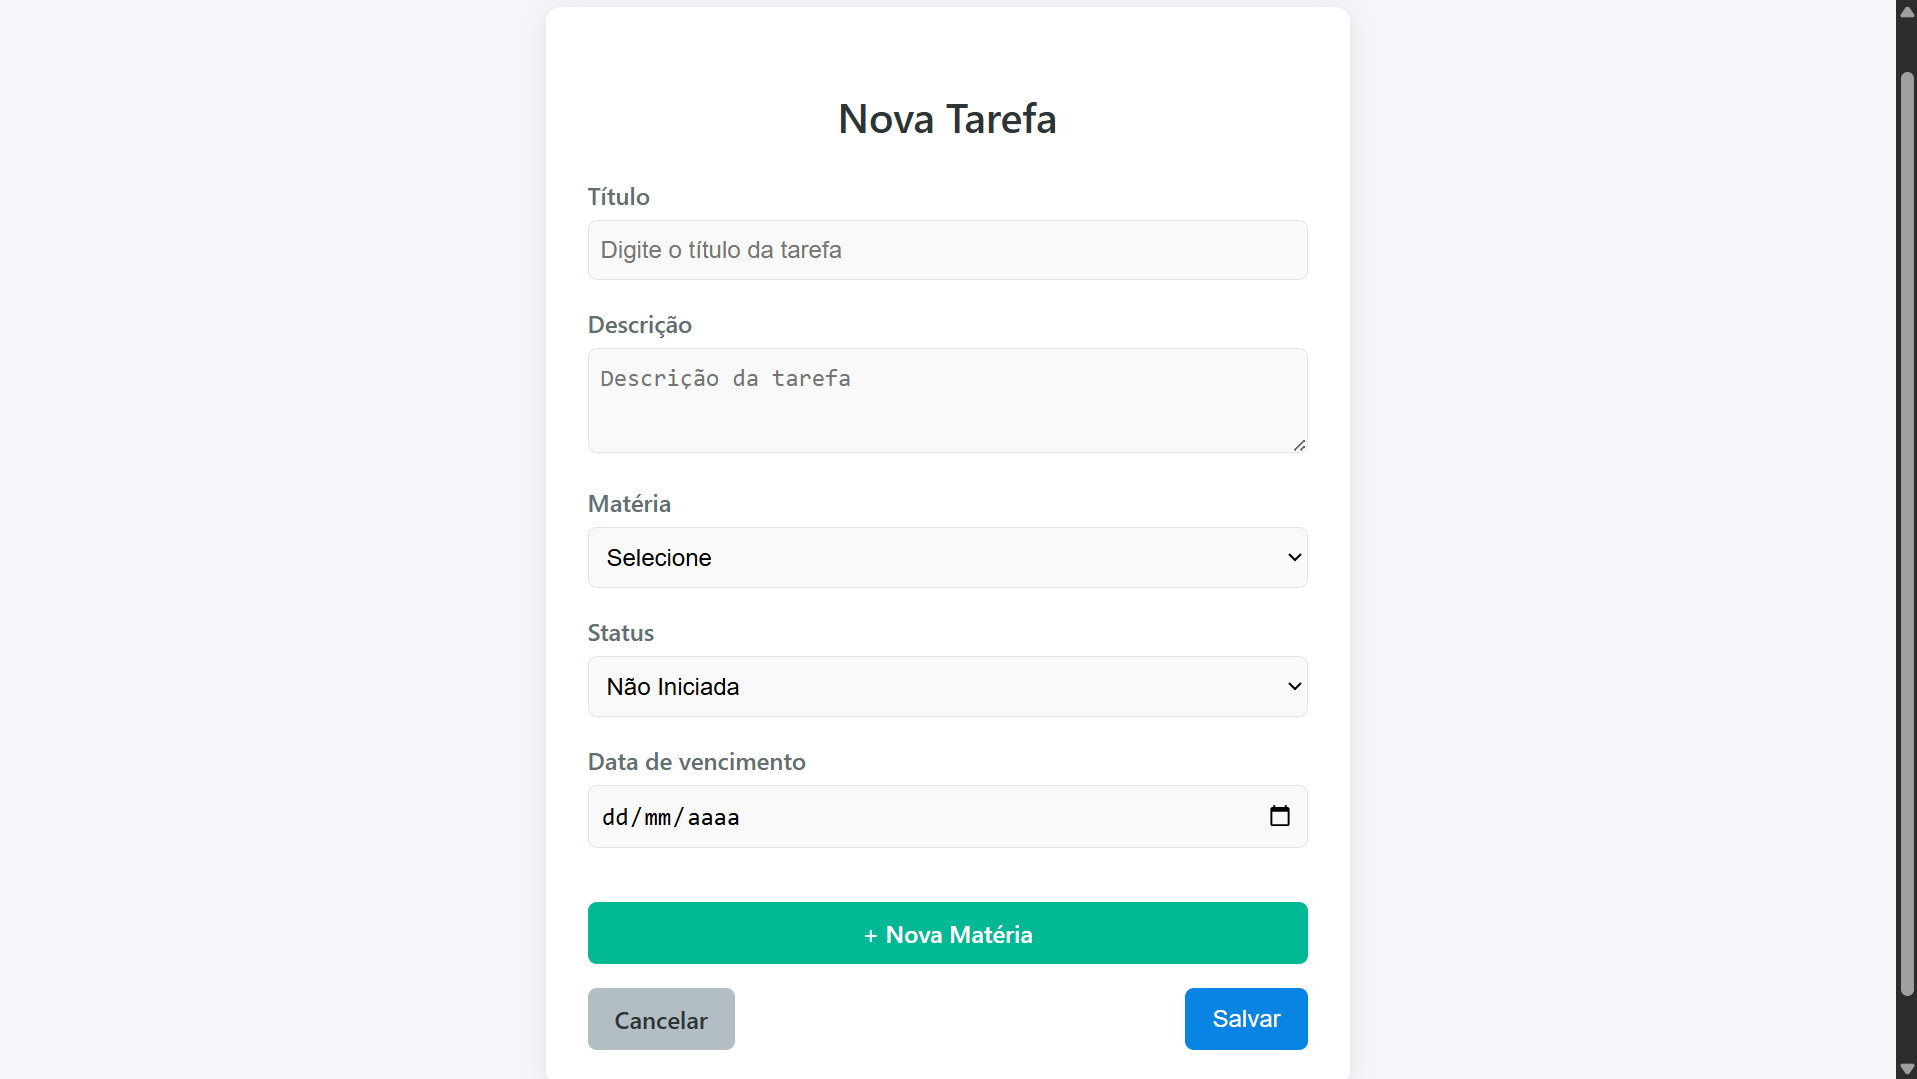 Nova Tarefa
Título
Digite o título da tarefa
Descrição
Descrição da tarefa
Matéria
Selecione
Status
Não Iniciada
Data de vencimento
dd/mm/aaaa
+ Nova Matéria
Cancelar
Salvar